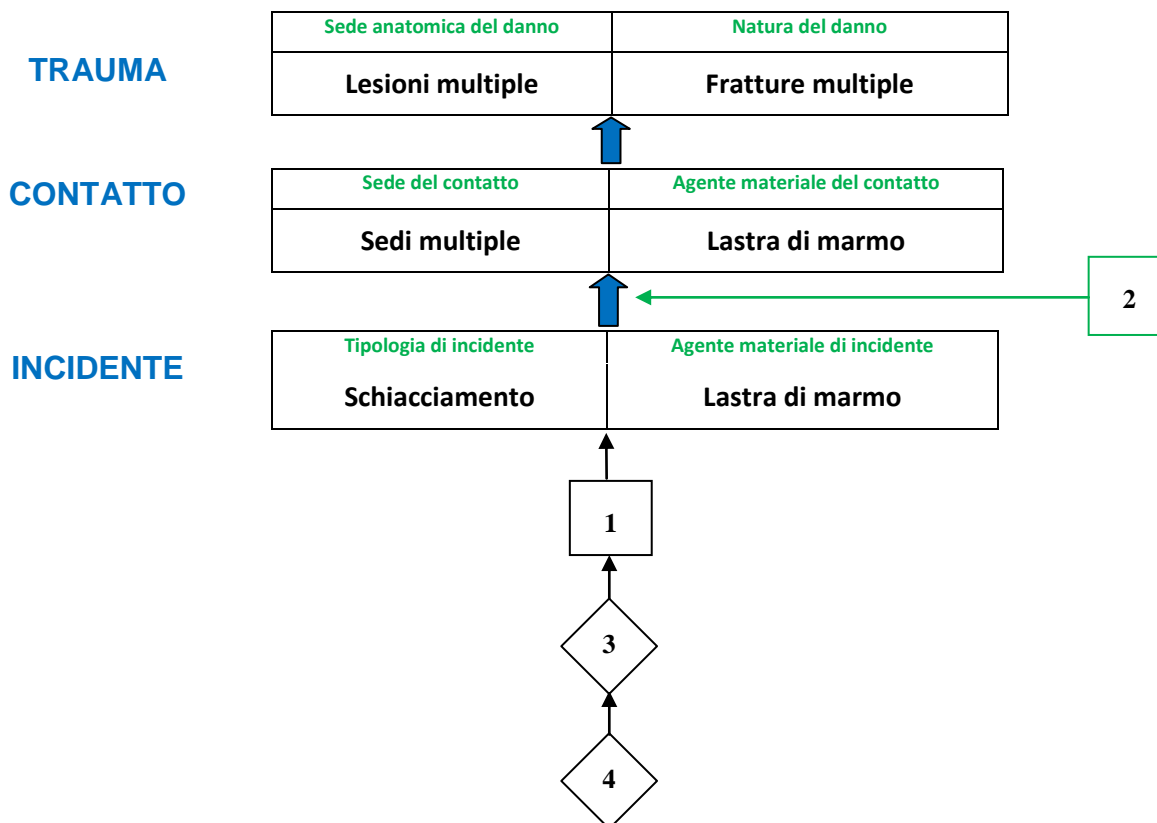 Sede anatomica del danno
Natura del danno
TRAUMA
Lesioni multiple
Fratture multiple
CONTATTO
Sede del contatto
Agente materiale del contatto
Sedi multiple
Lastra di marmo
2
INCIDENTE
Tipologia di incidente
Agente materiale di incidente
Schiacciamento
Lastra di marmo
1
3
4